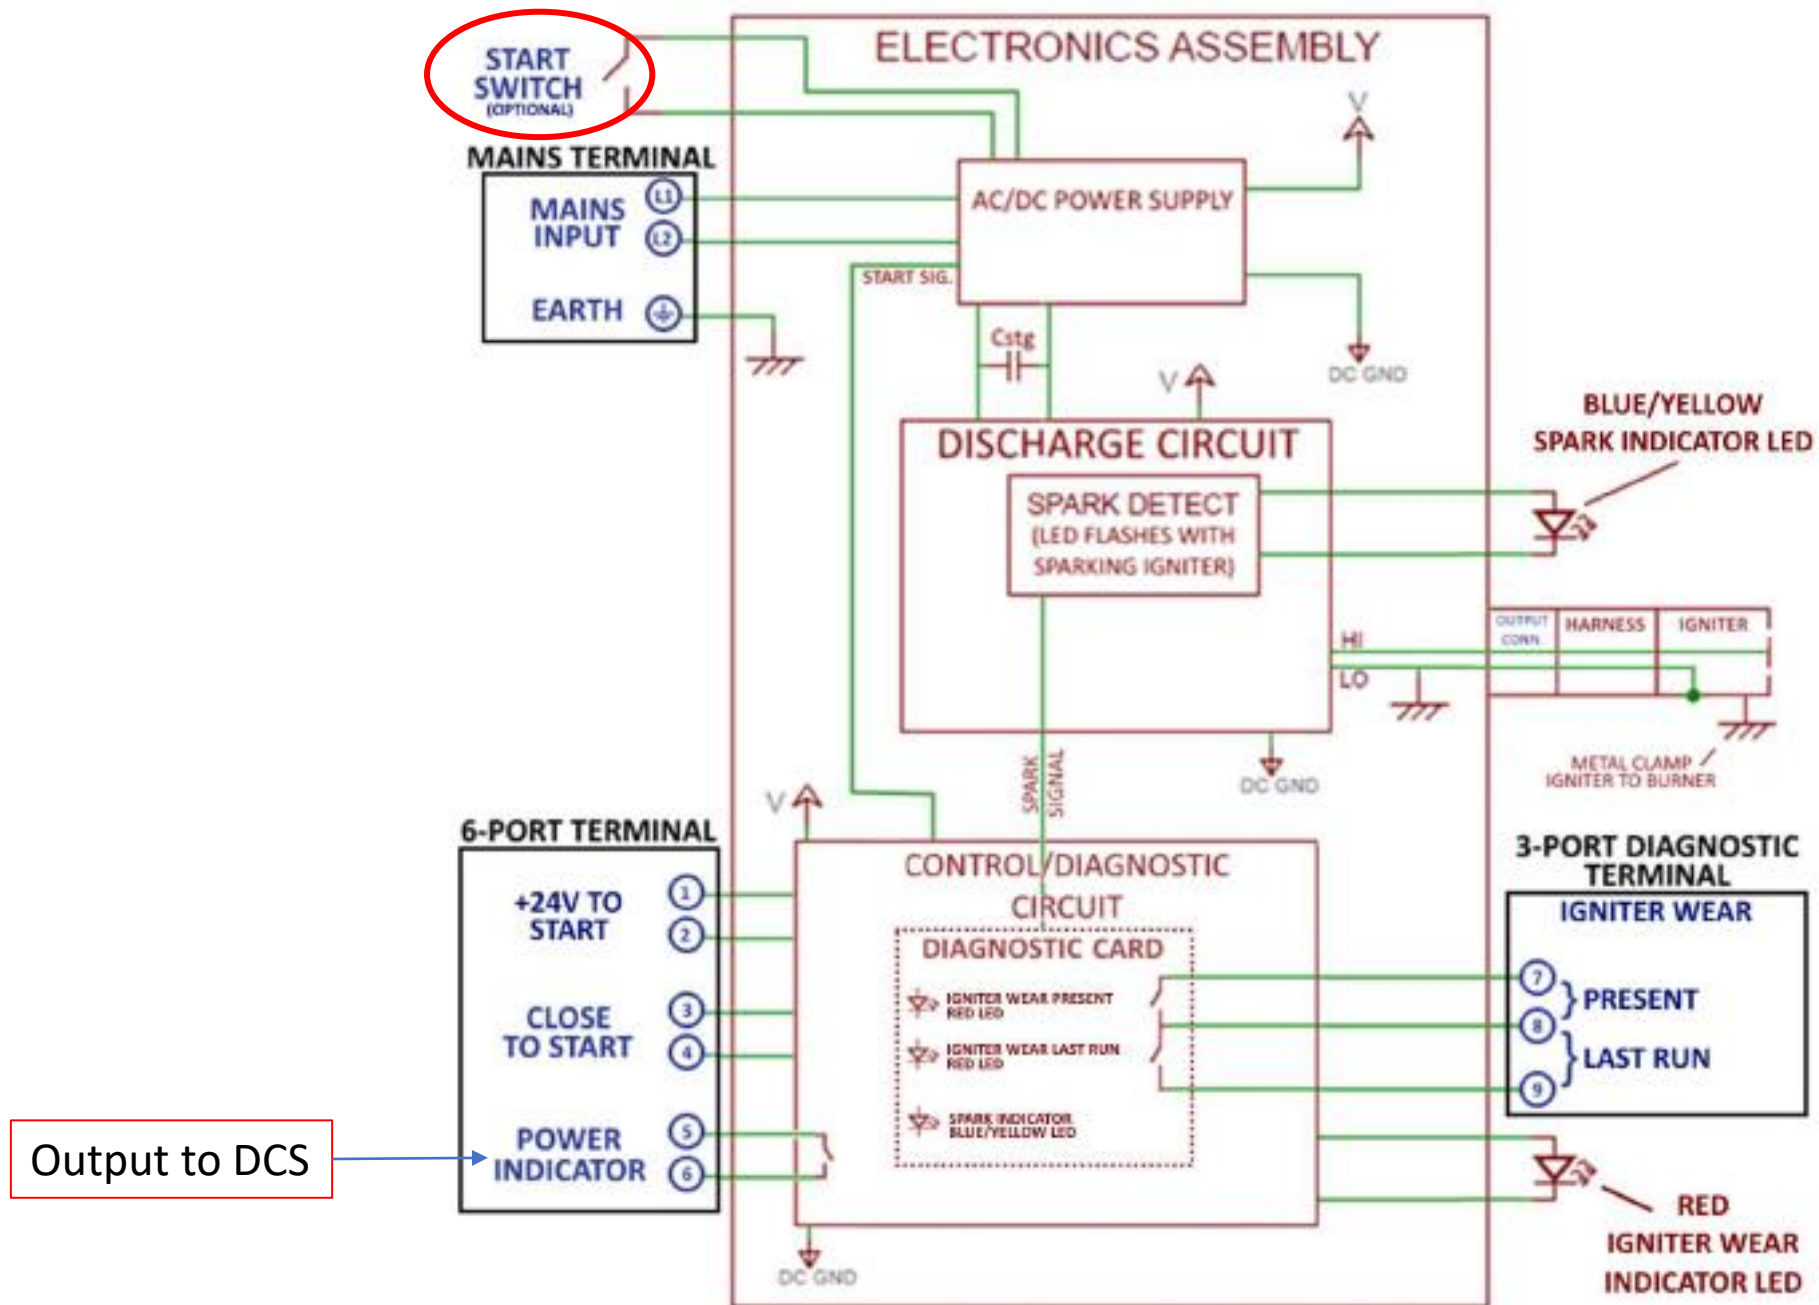 ELECTRONICS ASSEMBLY
START
SWITCH
(OPTIONAL)
MAINS TERMINAL
MAINS
INPUT
L1
L2
EARTH
AC/DC POWER SUPPLY
V
START SIG.
Cstg
DC GND
V
DISCHARGE CIRCUIT
SPARK DETECT
(LED FLASHES WITH
SPARKING IGNITER)
BLUE/YELLOW
SPARK INDICATOR LED
HI
LO
OUTPUT
CONN.
HARNESS
IGNITER
METAL CLAMP
IGNITER TO BURNER
DC GND
SPARK
SIGNAL
V
6-PORT TERMINAL
+24V TO
START
1
2
CLOSE
TO START
3
4
POWER
INDICATOR
5
6
Output to DCS
CONTROL/DIAGNOSTIC
CIRCUIT
DIAGNOSTIC CARD
IGNITER WEAR PRESENT
RED LED
IGNITER WEAR LAST RUN
RED LED
SPARK INDICATOR
BLUE/YELLOW LED
DC GND
3-PORT DIAGNOSTIC
TERMINAL
IGNITER WEAR
7
PRESENT
8
LAST RUN
9
RED
IGNITER WEAR
INDICATOR LED